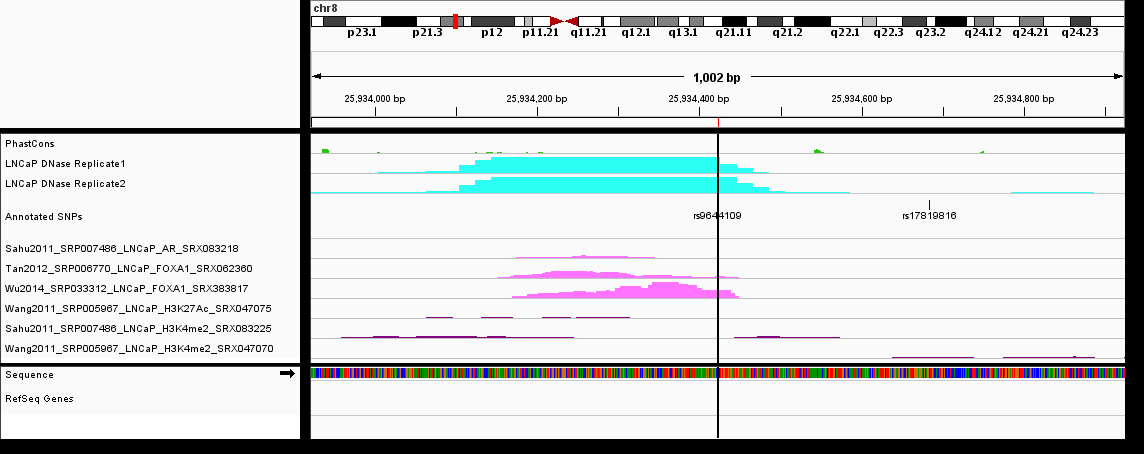 chr8
p23.1 p21.3 p12 p11.21 q11.21 q12.1 q13.1 q21.11 q21.2 q22.1 q22.3 q23.2 q24.12 q24.21 q24.23
1,002 bp
25,934,000 bp 25,934,200 bp 25,934,400 bp 25,934,600 bp 25,934,800 bp
PhastCons
LNCaP DNase Replicate1
LNCaP DNase Replicate2
Annotated SNPs rs9644109 rs17819816
Sahu2011_SRP007486_LNCaP_AR_SRX083218
Tan2012_SRP006770_LNCaP_FOXA1_SRX062360
Wu2014_SRP033312_LNCaP_FOXA1_SRX383817
Wang2011_SRP005967_LNCaP_H3K27Ac_SRX047075
Sahu2011_SRP007486_LNCaP_H3K4me2_SRX083225
Wang2011_SRP005967_LNCaP_H3K4me2_SRX047070
Sequence
RefSeq Genes